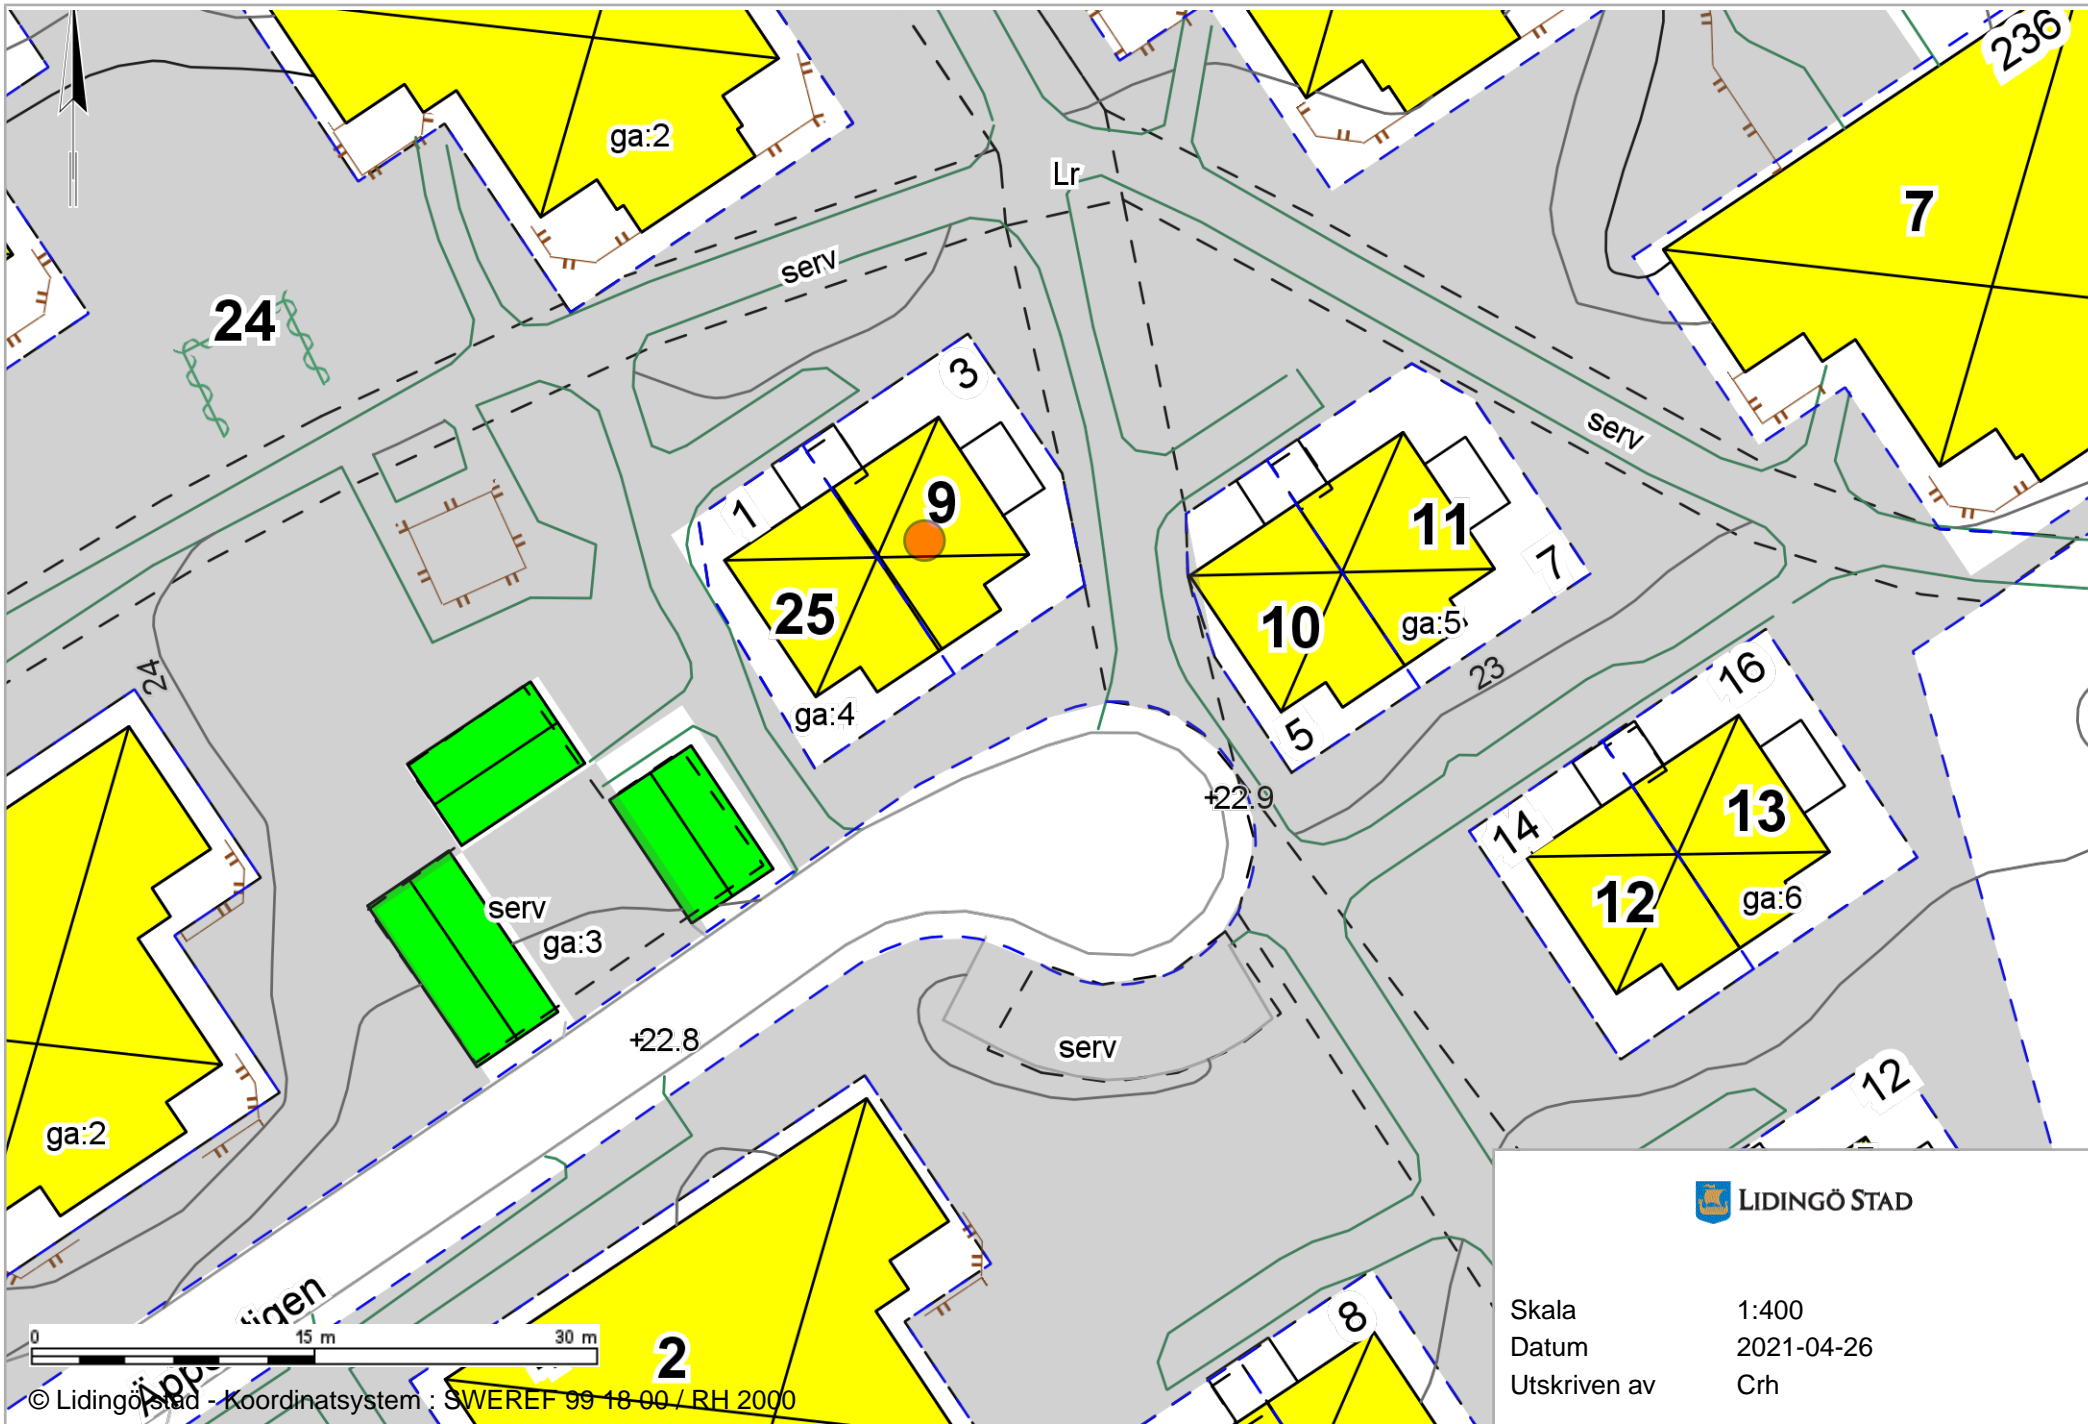 236
ga:2
7
Lr
serv
24
3
serv
9
1
11
7
25
10
ga:5
24
23
16
ga:4
5
+22.9
13
14
12
ga:6
serv
ga:3
+22.8
serv
12
ga:2
LIDINGÖ STAD
8
Skala 1:400
0 15 m 30 m
2
Datum 2021-04-26
Utskriven av Crh
© Lidingö stad - Koordinatsystem : SWEREF 99 18 00 / RH 2000